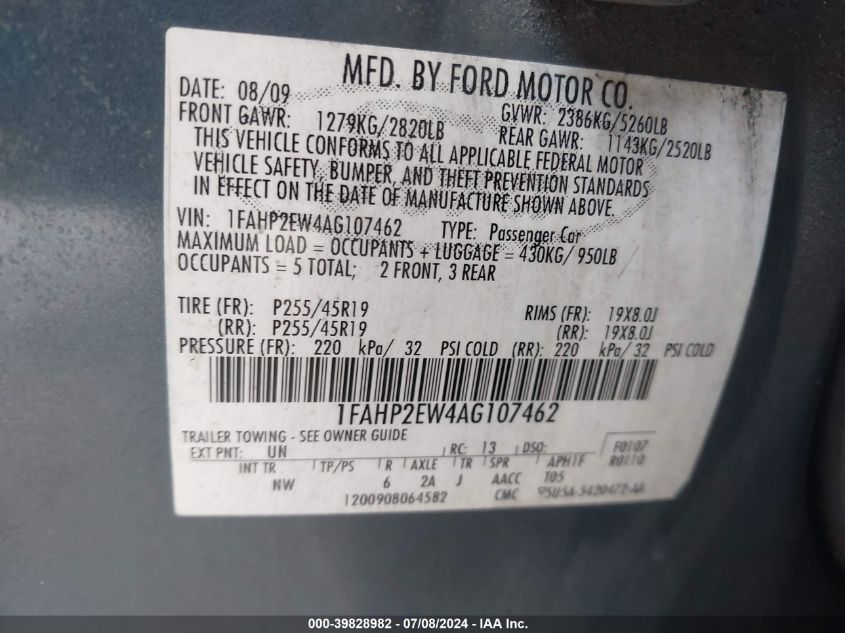 MFD. BY FORD MOTOR CO.
DATE: 08/09 GVWR: 2386KG/5260LB
FRONT GAWR: 1279KG/2820LB REAR GAWR: 1143KG/2520LB
THIS VEHICLE CONFORMS TO ALL APPLICABLE FEDERAL MOTOR
VEHICLE SAFETY, BUMPER, AND THEFT PREVENTION STANDARDS
IN EFFECT ON THE DATE OF MANUFACTURE SHOWN ABOVE.
VIN: 1FAHP2EW4AG107462 TYPE: Passenger Car
MAXIMUM LOAD = OCCUPANTS + LUGGAGE = 430KG/ 950LB
OCCUPANTS = 5 TOTAL; 2 FRONT, 3 REAR
TIRE (FR): P255/45R19 RIMS (FR): 19X8.0J
(RR): P255/45R19 (RR): 19X8.0J
PRESSURE (FR): 220 kPa/ 32 PSI COLD (RR): 220 kPa/ 32 PSI COLD
1FAHP2EW4AG107462
TRAILER TOWING - SEE OWNER GUIDE
EXT PNT: UN RC: 13 DSO: F0107
INT TR TP/PS R AXLE TR SPR APHIF R0110
NW 6 2A J AACC T05
1200908064582 CMC
000-39828982 - 07/08/2024 - IAA Inc.